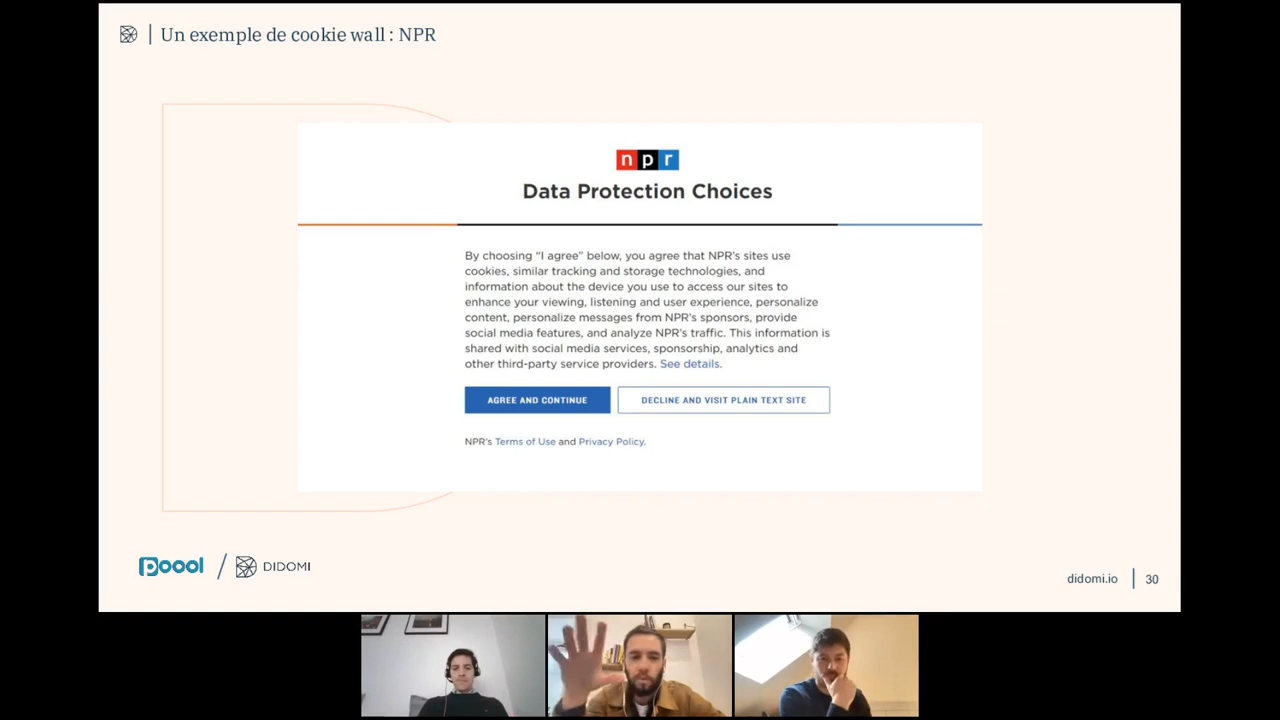 Un exemple de cookie wall : NPR
npr
Data Protection Choices
By choosing “I agree” below, you agree that NPR’s sites use
cookies, similar tracking and storage technologies, and
information about the device you use to access our sites to
enhance your viewing, listening and user experience, personalize
content, personalize messages from NPR’s sponsors, provide
social media features, and analyze NPR’s traffic. This information is
shared with social media services, sponsorship, analytics and
other third-party service providers. See details.
AGREE AND CONTINUE
DECLINE AND VISIT PLAIN TEXT SITE
NPR’s Terms of Use and Privacy Policy.
poool / DIDOMI
didomi.io | 30